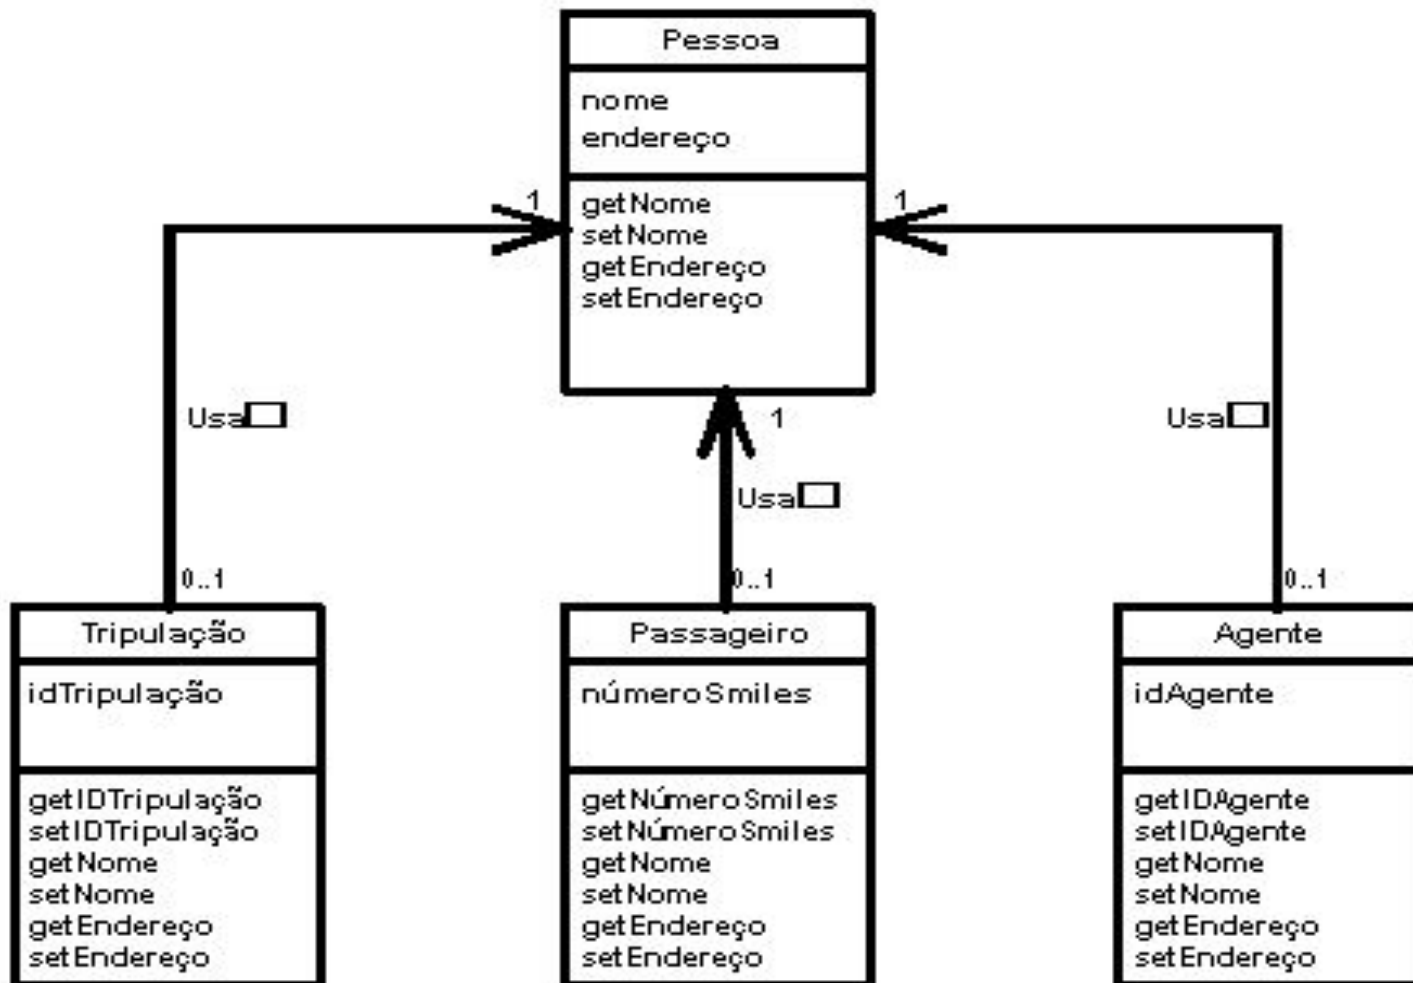 Pessoa
nome
endereço
getNome
setNome
getEndereço
setEndereço
1
1
1
Usa
Usa
Usa
0..1
0..1
0..1
Tripulação
idTripulação
getIDTripulação
setIDTripulação
getNome
setNome
getEndereço
setEndereço
Passageiro
númeroSmiles
getNúmeroSmiles
setNúmeroSmiles
getNome
setNome
getEndereço
setEndereço
Agente
idAgente
getIDAgente
setIDAgente
getNome
setNome
getEndereço
setEndereço